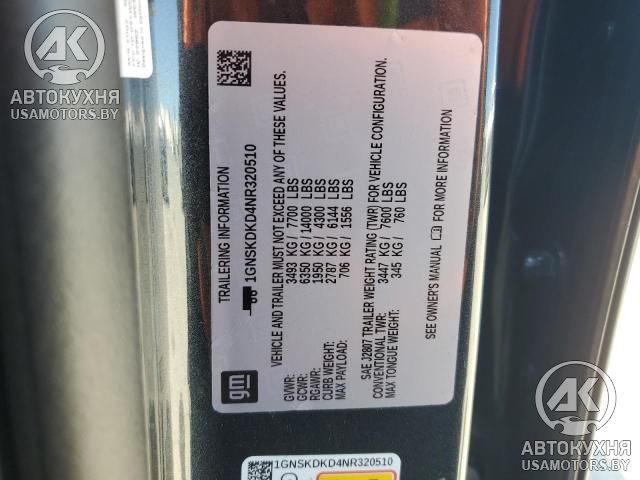 AK
АВТОКУХНЯ
USAMOTORS.BY
TRAILERING INFORMATION
1GNSKDKD4NR320510
VEHICLE AND TRAILER MUST NOT EXCEED ANY OF THESE VALUES.
GVWR: 3493 KG / 7700 LBS
GCWR: 6350 KG / 14000 LBS
RGAWR: 1950 KG / 4300 LBS
CURB WEIGHT: 2787 KG / 6144 LBS
MAX PAYLOAD: 706 KG / 1556 LBS
SAE J2807 TRAILER WEIGHT RATING (TWR) FOR VEHICLE CONFIGURATION.
CONVENTIONAL TWR: 3447 KG / 7600 LBS
MAX TONGUE WEIGHT: 345 KG / 760 LBS
SEE OWNER'S MANUAL FOR MORE INFORMATION
gm
1GNSKDKD4NR320510
AK
АВТОКУХНЯ
USAMOTORS.BY